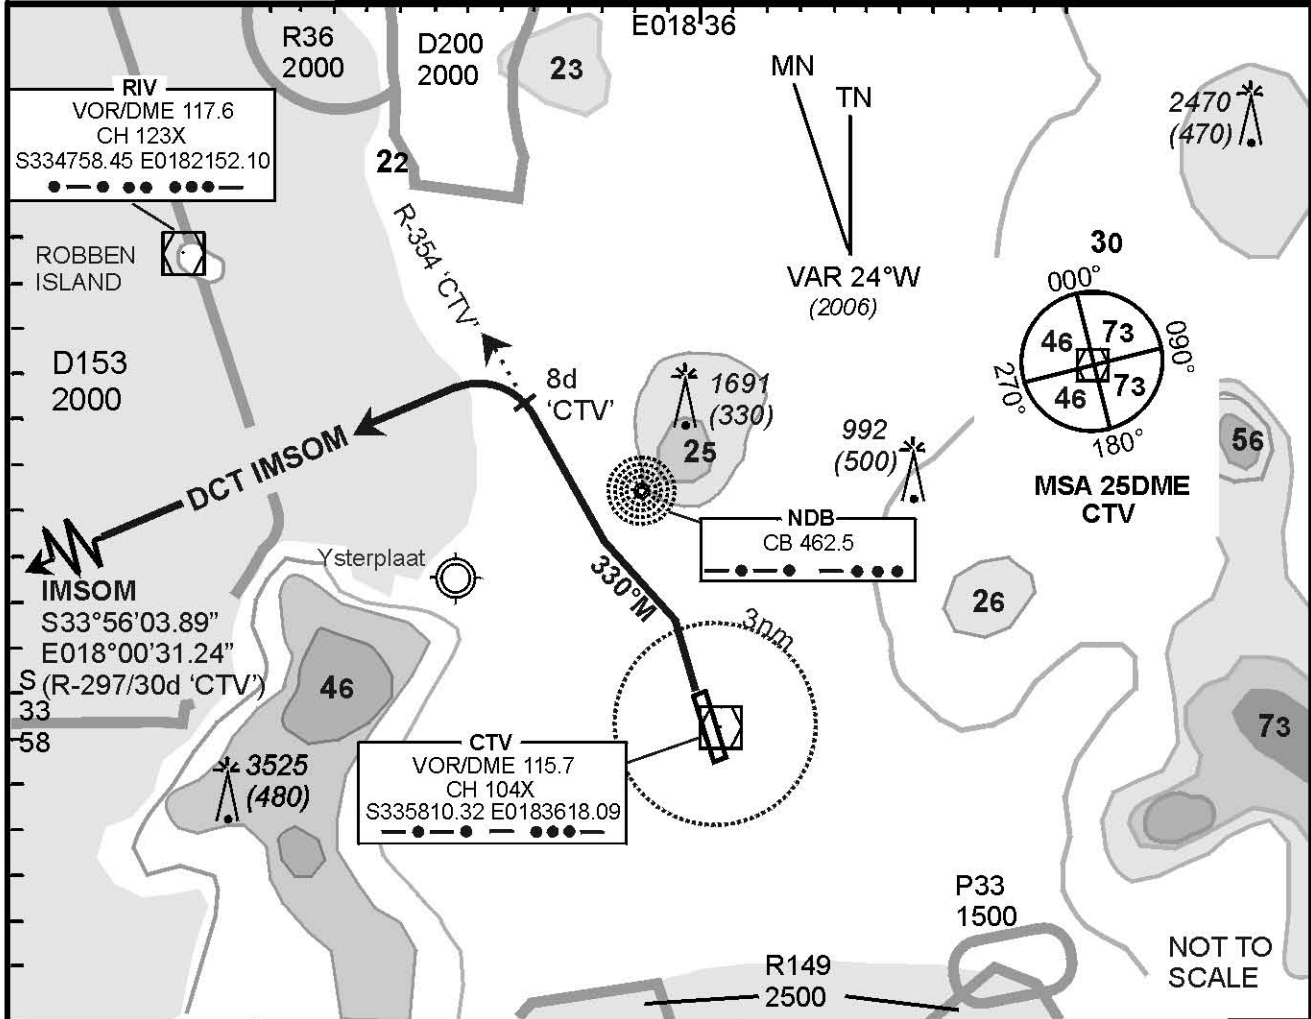 E018 36
R36
2000
D200
2000
23
MN
TN
2470
(470)
RIV
VOR/DME 117.6
CH 123X
S334758.45 E0182152.10
22
R-354 'CTV'
ROBBEN
ISLAND
VAR 24°W
(2006)
30
000°
090°
180°
270°
46
73
46
73
MSA 25DME
CTV
D153
2000
8d
'CTV'
1691
(330)
25
992
(500)
56
DCT IMSOM
NDB
CB 462.5
Ysterplaat
330°M
3nm
26
IMSOM
S33°56'03.89"
E018°00'31.24"
(R-297/30d 'CTV')
S
33
58
46
73
CTV
VOR/DME 115.7
CH 104X
S335810.32 E0183618.09
3525
(480)
P33
1500
R149
2500
NOT TO
SCALE